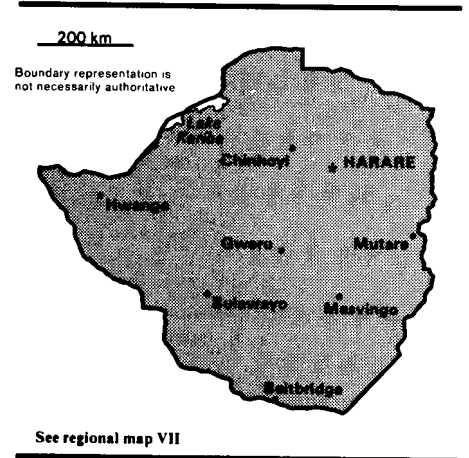 200 km
Boundary representation is
not necessarily authoritative
Lake
Kariba
Chinhoyi
HARARE
Hwange
Gweru
Mutare
Bulawayo
Masvingo
Beitbridge
See regional map VII